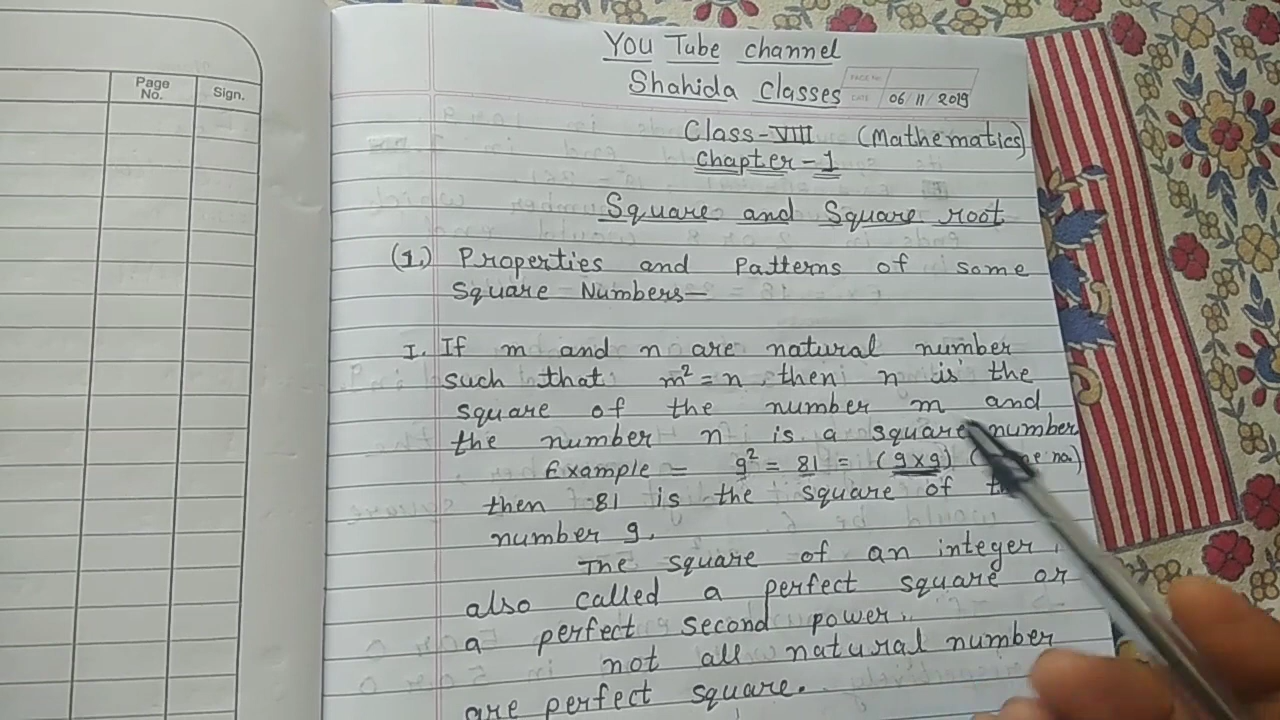 Page
No.
Sign.
You Tube channel
Shahida Classes
PAGE NO.
DATE 06/11/2019
Class-VIII (Mathematics)
Chapter-1
Square and Square root
(1.) Properties and Patterns of some
Square Numbers—
I. If m and n are natural number
such that m²=n, then n is the
square of the number m and
the number n is a square number
Example = 9² = 81 = (9×9) (no.)
then 81 is the square of
number 9.
The square of an integer,
also called a perfect square or
a perfect second power.
not all natural number
are perfect square.